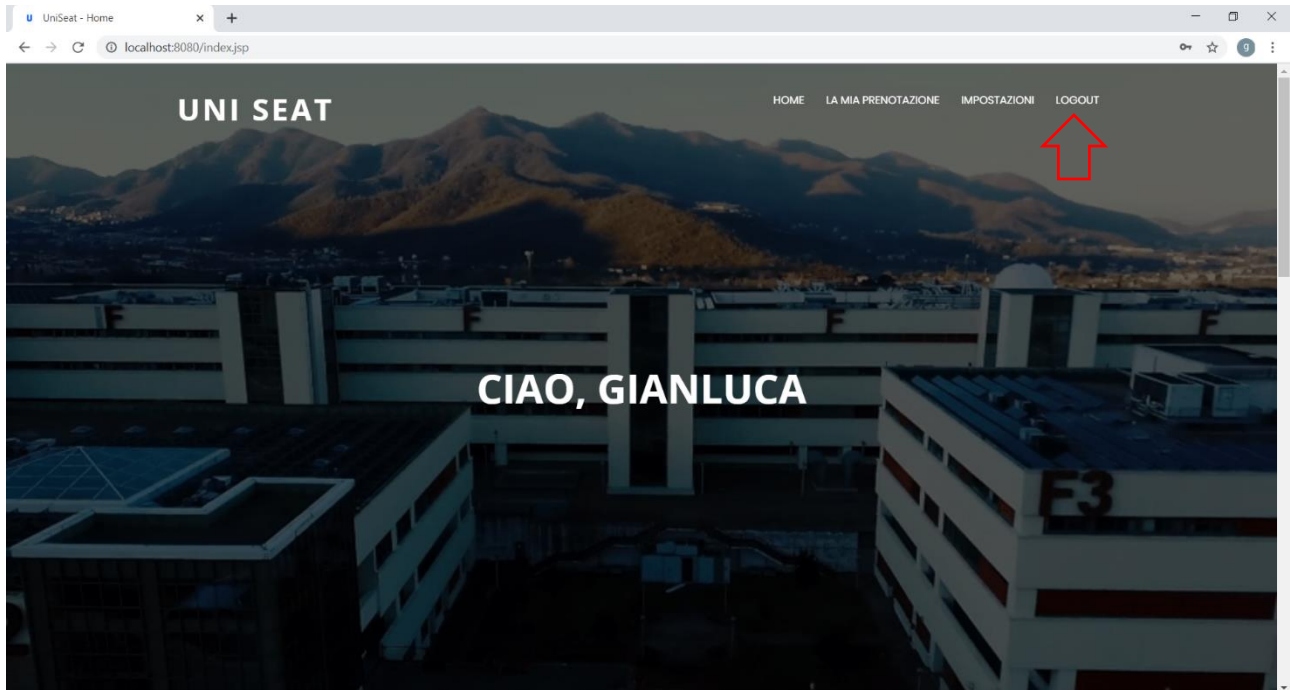 UniSeat - Home
localhost:8080/index.jsp
g
UNI SEAT
HOME LA MIA PRENOTAZIONE IMPOSTAZIONI LOGOUT
F F F F
CIAO, GIANLUCA
F3